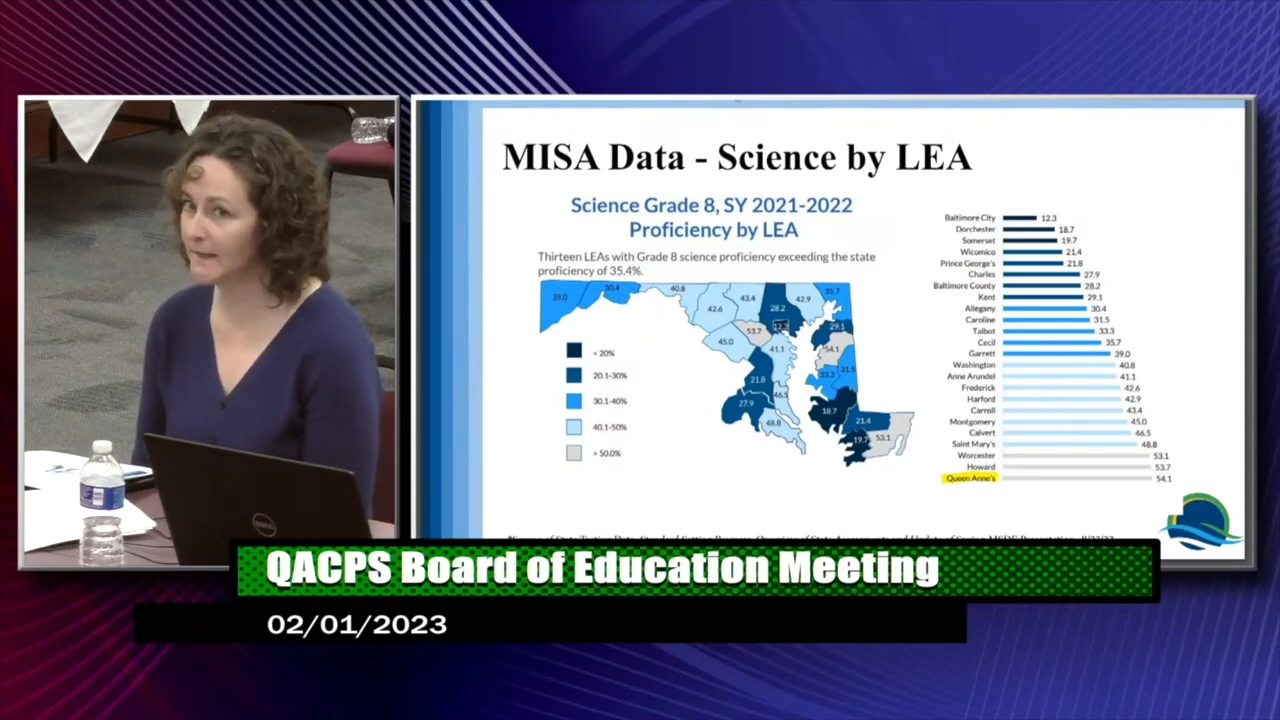 MISA Data - Science by LEA
Science Grade 8, SY 2021-2022
Proficiency by LEA
Thirteen LEAs with Grade 8 science proficiency exceeding the state
proficiency of 35.4%.
39.0
30.4
40.8
42.6
43.4
28.2
42.9
35.7
12.3
29.1
53.7
45.0
41.1
54.1
33.3
31.5
21.8
46.5
27.9
48.8
18.7
21.4
19.7
53.1
< 20%
20.1-30%
30.1-40%
40.1-50%
> 50.0%
Baltimore City 12.3
Dorchester 18.7
Somerset 19.7
Wicomico 21.4
Prince George's 21.8
Charles 27.9
Baltimore County 28.2
Kent 29.1
Allegany 30.4
Caroline 31.5
Talbot 33.3
Cecil 35.7
Garrett 39.0
Washington 40.8
Anne Arundel 41.1
Frederick 42.6
Harford 42.9
Carroll 43.4
Montgomery 45.0
Calvert 46.5
Saint Mary's 48.8
Worcester 53.1
Howard 53.7
Queen Anne's 54.1
DELL
QACPS Board of Education Meeting
02/01/2023